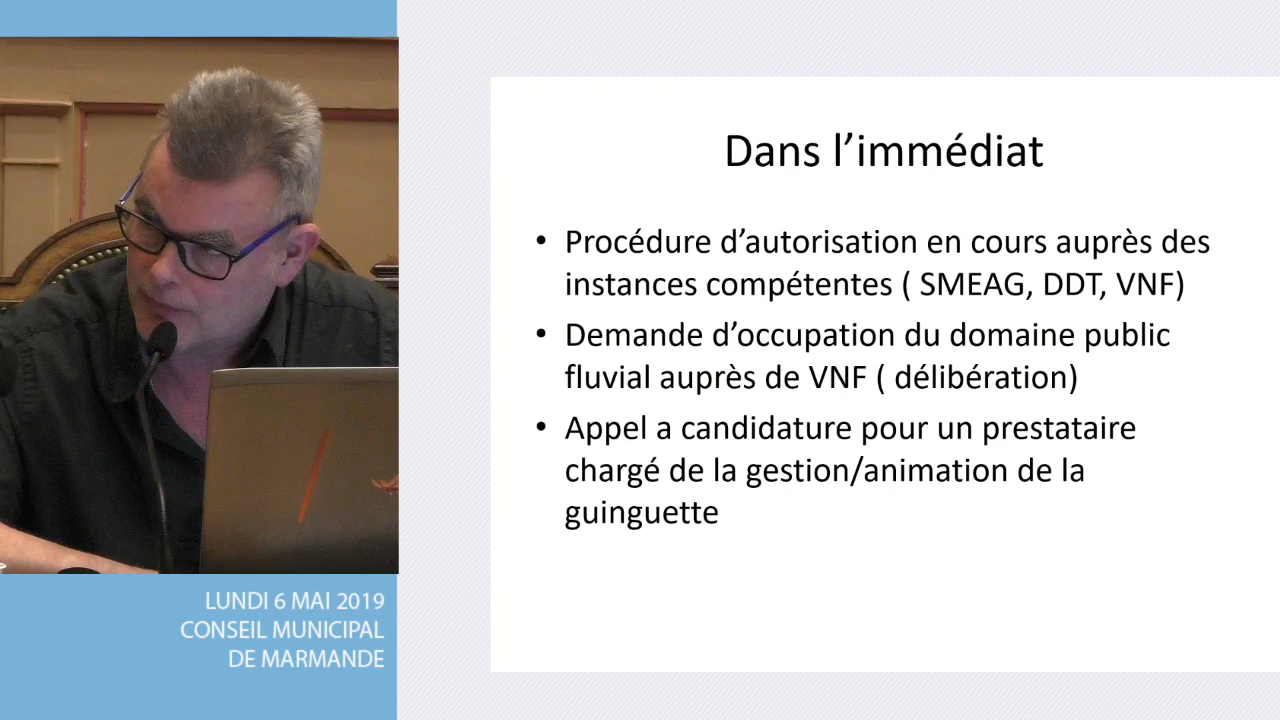 Dans l’immédiat
• Procédure d’autorisation en cours auprès des
instances compétentes ( SMEAG, DDT, VNF)
• Demande d’occupation du domaine public
fluvial auprès de VNF ( délibération)
• Appel a candidature pour un prestataire
chargé de la gestion/animation de la
guinguette
LUNDI 6 MAI 2019
CONSEIL MUNICIPAL
DE MARMANDE